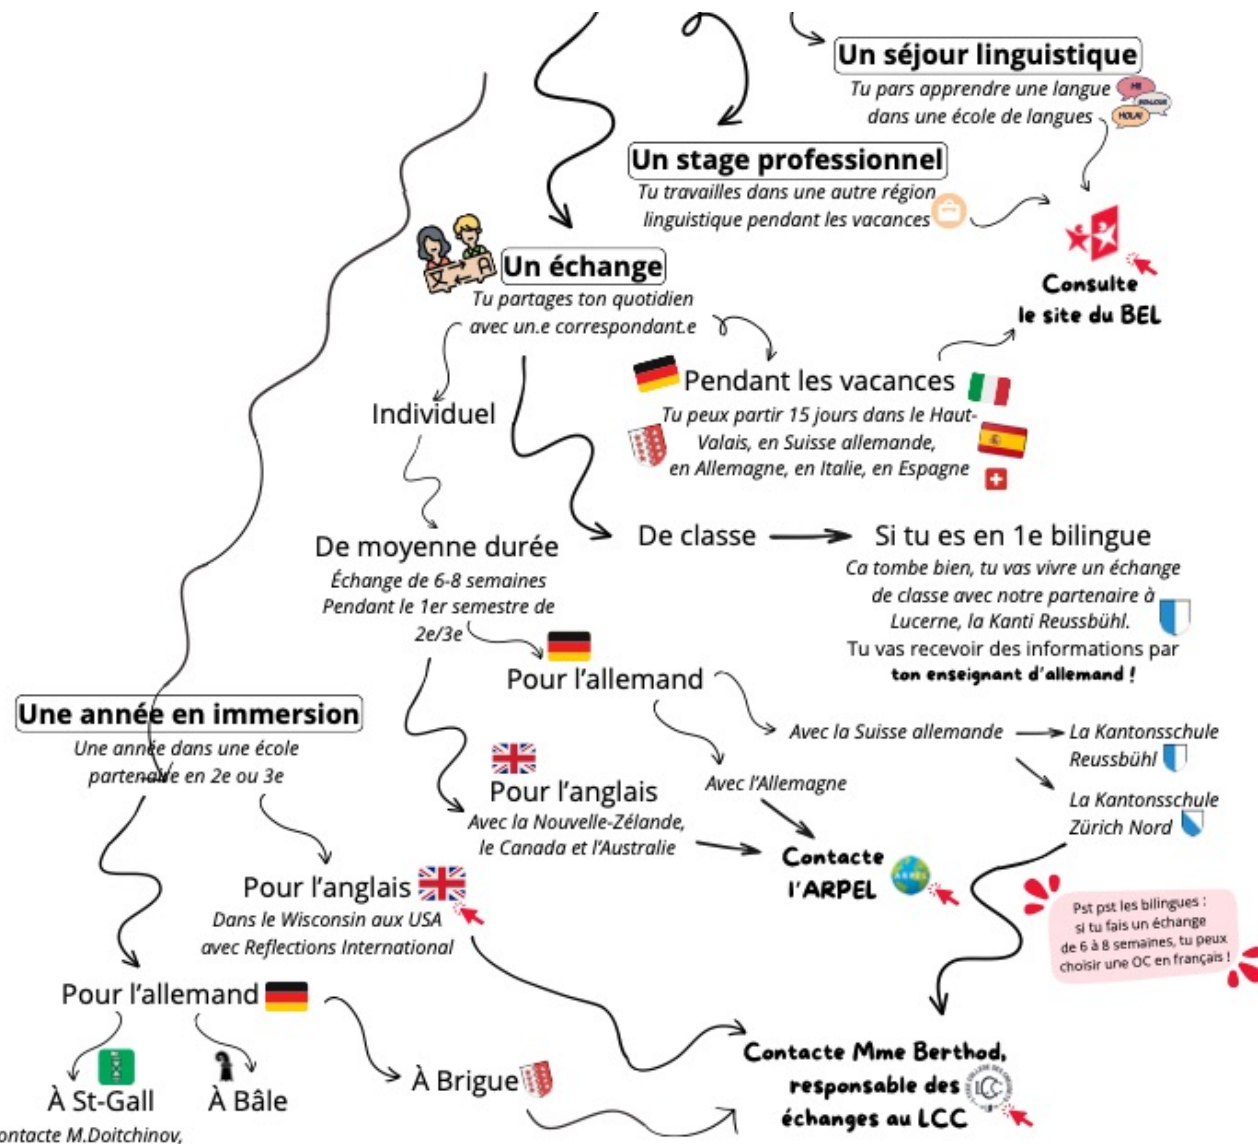 Un séjour linguistique
Tu pars apprendre une langue
dans une école de langues
HI!
BONJOUR
HOLA!
Un stage professionnel
Tu travailles dans une autre région
linguistique pendant les vacances
Consulte
le site du BEL
Un échange
Tu partages ton quotidien
avec un.e correspondant.e
Pendant les vacances
Tu peux partir 15 jours dans le Haut-
Valais, en Suisse allemande,
en Allemagne, en Italie, en Espagne
Individuel
De moyenne durée
Échange de 6-8 semaines
Pendant le 1er semestre de
2e/3e
De classe
Si tu es en 1e bilingue
Ca tombe bien, tu vas vivre un échange
de classe avec notre partenaire à
Lucerne, la Kanti Reussbühl.
Tu vas recevoir des informations par
ton enseignant d'allemand !
Pour l'allemand
Avec la Suisse allemande
La Kantonsschule
Reussbühl
La Kantonsschule
Zürich Nord
Avec l'Allemagne
Pour l'anglais
Avec la Nouvelle-Zélande,
le Canada et l'Australie
Contacte
l'ARPEL
ARPEL
Pst pst les bilingues :
si tu fais un échange
de 6 à 8 semaines, tu peux
choisir une OC en français !
Une année en immersion
Une année dans une école
partenaire en 2e ou 3e
Pour l'anglais
Dans le Wisconsin aux USA
avec Reflections International
Pour l'allemand
À St-Gall
À Bâle
À Brigue
Contacte Mme Berthod,
responsable des
échanges au LCC
LCC
ontacte M.Doitchinov,